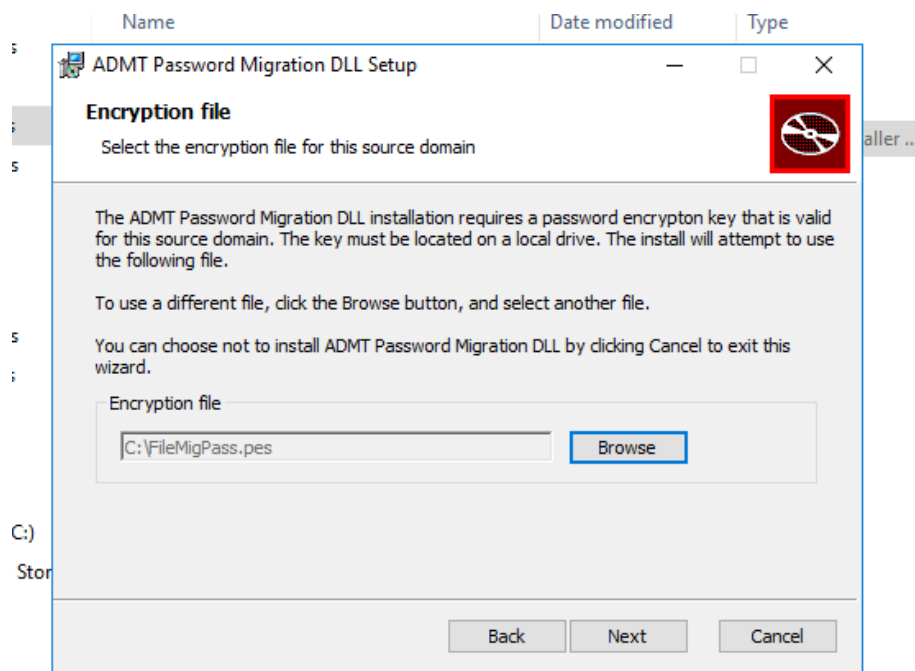 Name Date modified Type
s
ADMT Password Migration DLL Setup
Encryption file
Select the encryption file for this source domain
aller ...
s
The ADMT Password Migration DLL installation requires a password encrypton key that is valid
for this source domain. The key must be located on a local drive. The install will attempt to use
the following file.
To use a different file, click the Browse button, and select another file.
s
You can choose not to install ADMT Password Migration DLL by clicking Cancel to exit this
wizard.
Encryption file
C:\FileMigPass.pes
Browse
C:)
Stor
Back Next Cancel